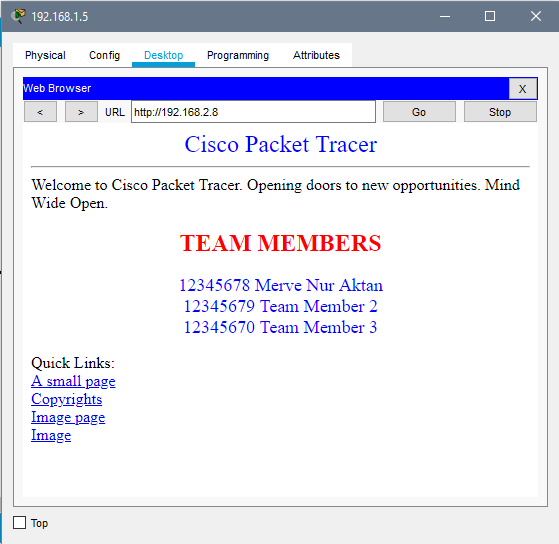 192.168.1.5
Physical Config Desktop Programming Attributes
Web Browser X
< > URL http://192.168.2.8 Go Stop
Cisco Packet Tracer
Welcome to Cisco Packet Tracer. Opening doors to new opportunities. Mind
Wide Open.
TEAM MEMBERS
12345678 Merve Nur Aktan
12345679 Team Member 2
12345670 Team Member 3
Quick Links:
A small page
Copyrights
Image page
Image
Top